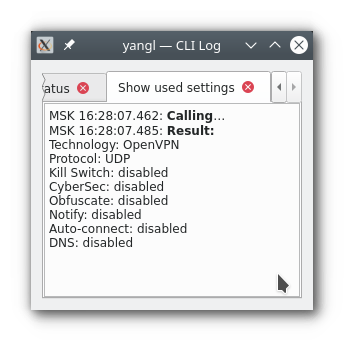 yangl — CLI Log
atus
Show used settings
MSK 16:28:07.462: Calling...
MSK 16:28:07.485: Result:
Technology: OpenVPN
Protocol: UDP
Kill Switch: disabled
CyberSec: disabled
Obfuscate: disabled
Notify: disabled
Auto-connect: disabled
DNS: disabled